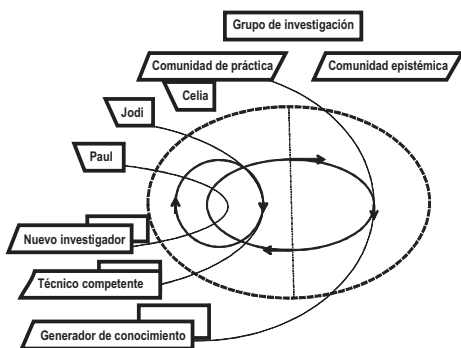 Grupo de investigación
Comunidad de práctica
Comunidad epistémica
Celia
Jodi
Paul
Nuevo investigador
Técnico competente
Generador de conocimiento